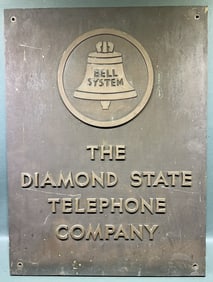 BELL
SYSTEM
THE
DIAMOND STATE
TELEPHONE
COMPANY